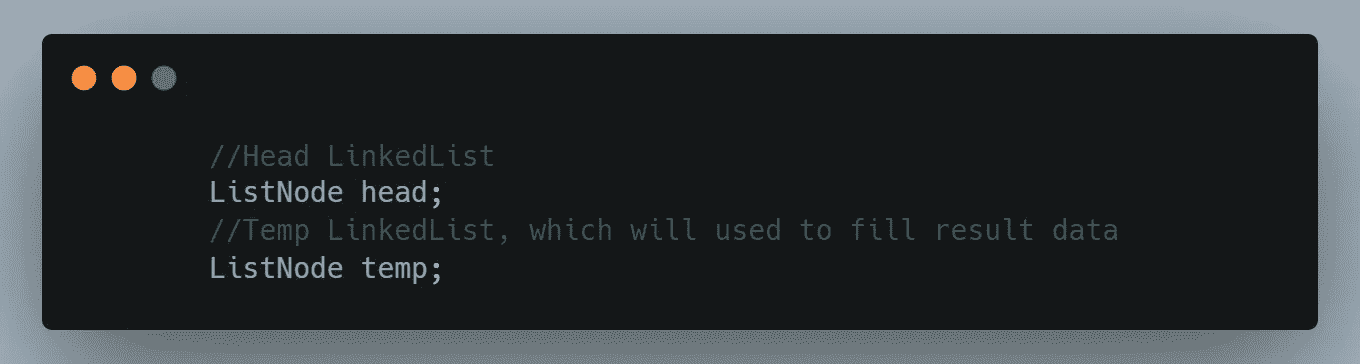 //Head LinkedList
ListNode head;
//Temp LinkedList, which will used to fill result data
ListNode temp;